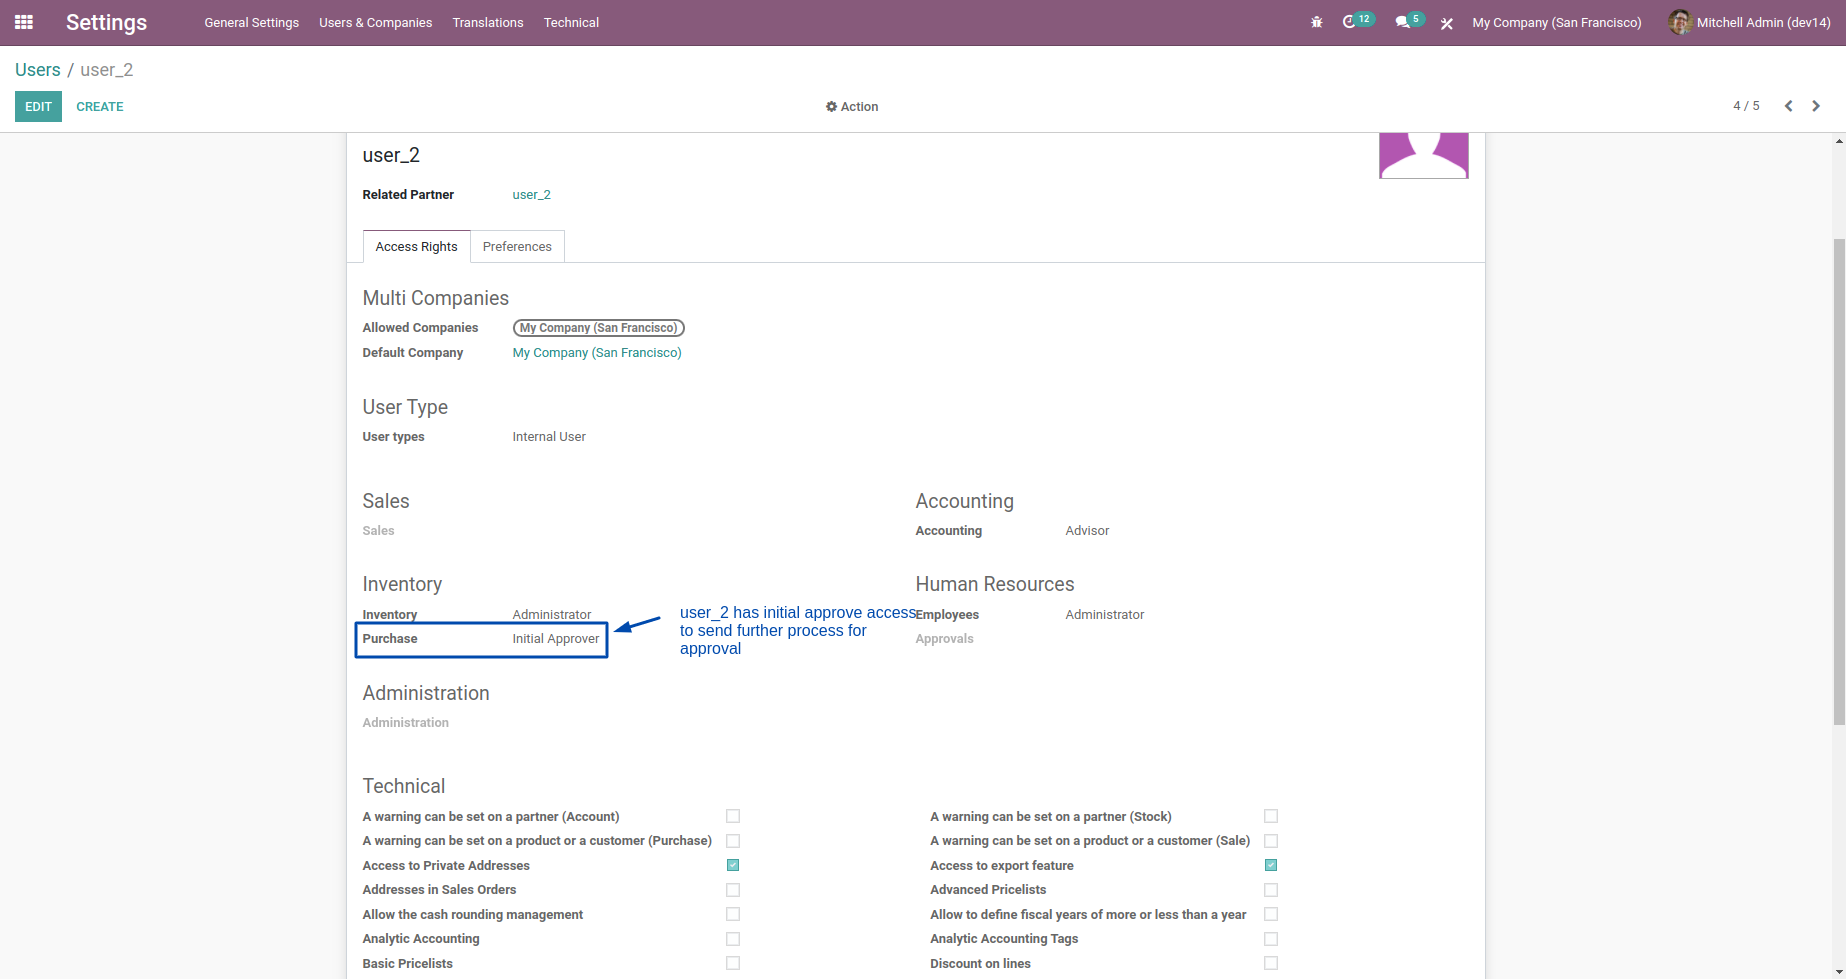 Settings General Settings Users & Companies Translations Technical 12 5 My Company (San Francisco) Mitchell Admin (dev14)
Users / user_2
EDIT CREATE Action 4 / 5
user_2
Related Partner user_2
Access Rights Preferences
Multi Companies
Allowed Companies My Company (San Francisco)
Default Company My Company (San Francisco)
User Type
User types Internal User
Sales Accounting
Sales Accounting Advisor
Inventory Human Resources
Inventory Administrator Employees Administrator
Purchase Initial Approver Approvals
user_2 has initial approve access
to send further process for
approval
Administration
Administration
Technical
A warning can be set on a partner (Account) A warning can be set on a partner (Stock)
A warning can be set on a product or a customer (Purchase) A warning can be set on a product or a customer (Sale)
Access to Private Addresses Access to export feature
Addresses in Sales Orders Advanced Pricelists
Allow the cash rounding management Allow to define fiscal years of more or less than a year
Analytic Accounting Analytic Accounting Tags
Basic Pricelists Discount on lines